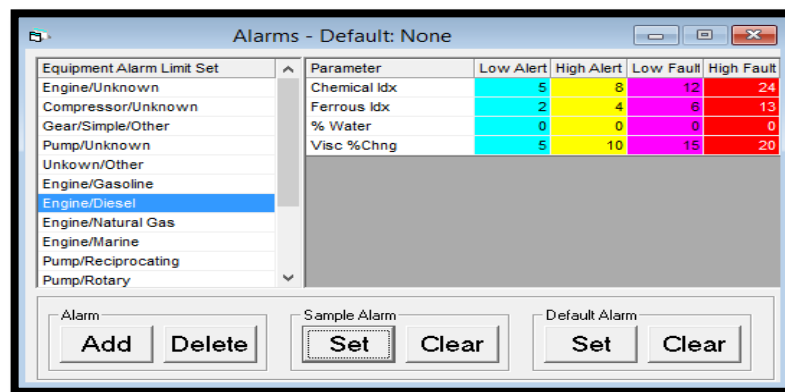 Alarms - Default: None
Equipment Alarm Limit Set
Engine/Unknown
Compressor/Unknown
Gear/Simple/Other
Pump/Unknown
Unkown/Other
Engine/Gasoline
Engine/Diesel
Engine/Natural Gas
Engine/Marine
Pump/Reciprocating
Pump/Rotary
Parameter Low Alert High Alert Low Fault High Fault
Chemical Idx 5 8 12 24
Ferrous Idx 2 4 6 13
% Water 0 0 0 0
Visc %Chng 5 10 15 20
Alarm
Add Delete
Sample Alarm
Set Clear
Default Alarm
Set Clear